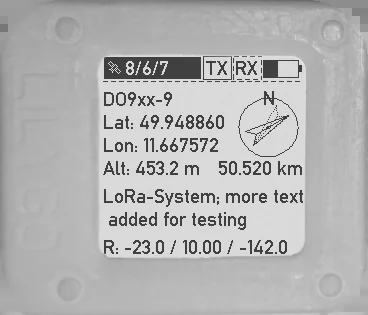 8/6/7 TX RX
DO9xx-9
N
Lat: 49.948860
Lon: 11.667572
Alt: 453.2 m 50.520 km
LoRa-System; more text
added for testing
R: -23.0 / 10.00 / -142.0